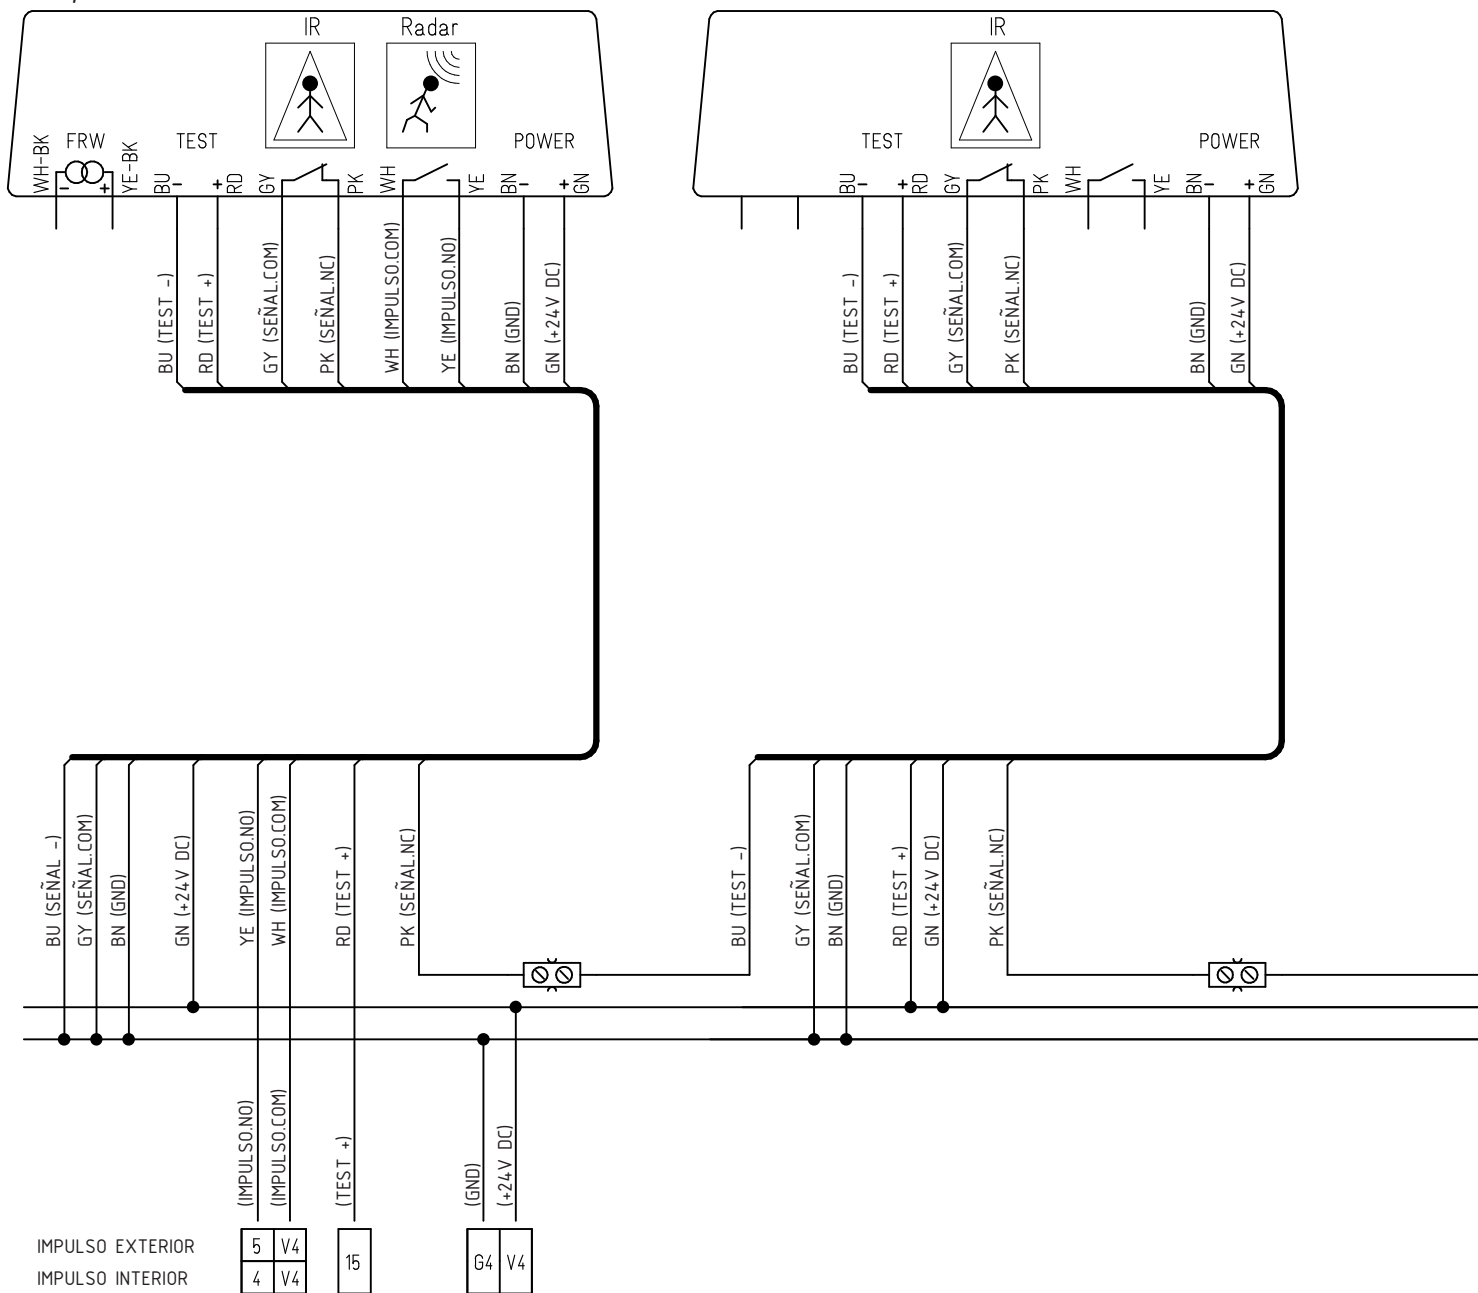 IR Radar
WH-BK FRW YE-BK TEST POWER
BU - + RD GY PK WH YE BN - + GN
- +
BU (TEST -)
RD (TEST +)
GY (SEÑAL.COM)
PK (SEÑAL.NC)
WH (IMPULSO.COM)
YE (IMPULSO.NO)
BN (GND)
GN (+24V DC)
IR
TEST POWER
BU - + RD GY PK WH YE BN - + GN
BU (TEST -)
RD (TEST +)
GY (SEÑAL.COM)
PK (SEÑAL.NC)
BN (GND)
GN (+24V DC)
BU (SEÑAL -)
GY (SEÑAL.COM)
BN (GND)
GN (+24V DC)
YE (IMPULSO.NO)
WH (IMPULSO.COM)
RD (TEST +)
PK (SEÑAL.NC)
BU (TEST -)
GY (SEÑAL.COM)
BN (GND)
RD (TEST +)
GN (+24V DC)
PK (SEÑAL.NC)
(IMPULSO.NO)
(IMPULSO.COM)
(TEST +)
(GND)
(+24V DC)
IMPULSO EXTERIOR 5 V4
IMPULSO INTERIOR 4 V4
15
G4 V4